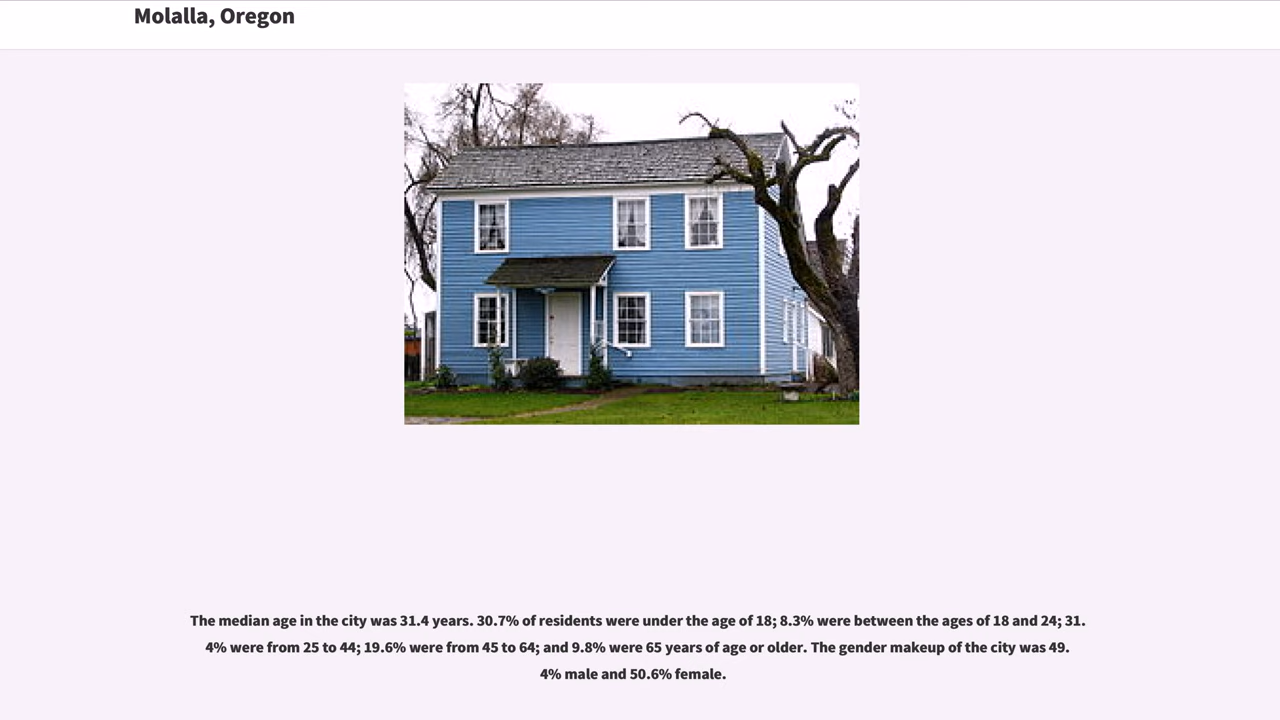 Molalla, Oregon
The median age in the city was 31.4 years. 30.7% of residents were under the age of 18; 8.3% were between the ages of 18 and 24; 31.
4% were from 25 to 44; 19.6% were from 45 to 64; and 9.8% were 65 years of age or older. The gender makeup of the city was 49.
4% male and 50.6% female.